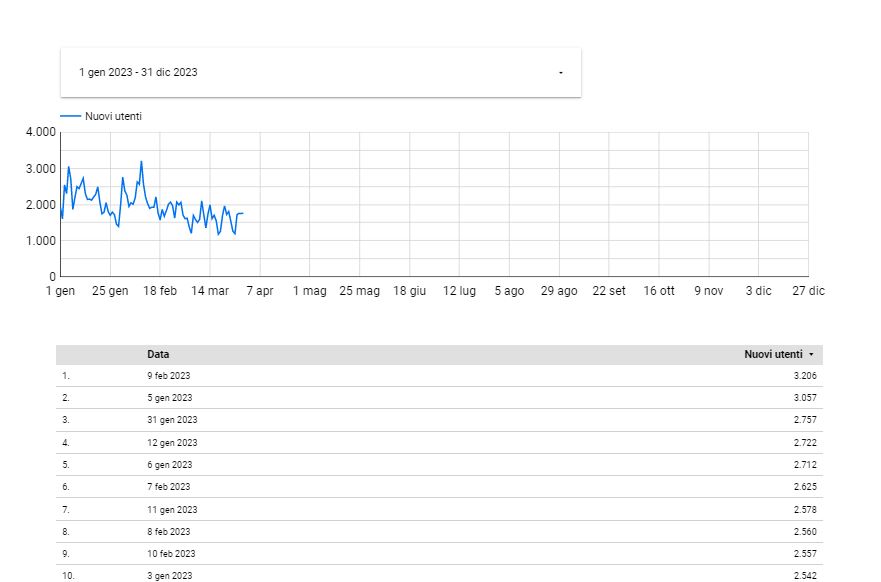 1 gen 2023 - 31 dic 2023
Nuovi utenti
4.000
3.000
2.000
1.000
0
1 gen 25 gen 18 feb 14 mar 7 apr 1 mag 25 mag 18 giu 12 lug 5 ago 29 ago 22 set 16 ott 9 nov 3 dic 27 dic
Data Nuovi utenti
1. 9 feb 2023 3.206
2. 5 gen 2023 3.057
3. 31 gen 2023 2.757
4. 12 gen 2023 2.722
5. 6 gen 2023 2.712
6. 7 feb 2023 2.625
7. 11 gen 2023 2.578
8. 8 feb 2023 2.560
9. 10 feb 2023 2.557
10. 3 gen 2023 2.542